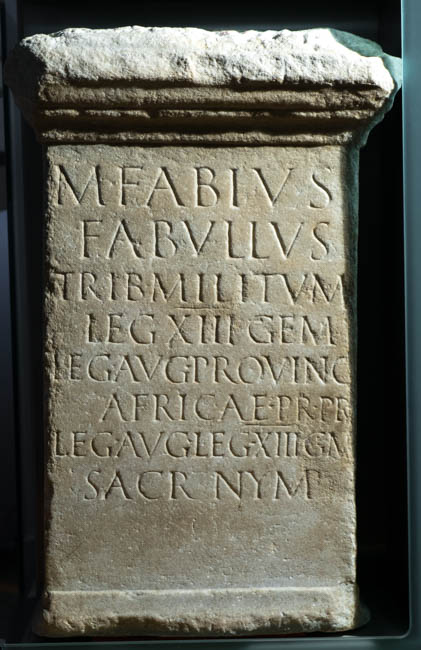 M·FABIVS
FABVLLVS
TRIB MILITVM
LEG XIII GEM
LEG AVG PROVINC
AFRICAE·PR·PR
LEG AVG LEG XIII GM
SACR NYM